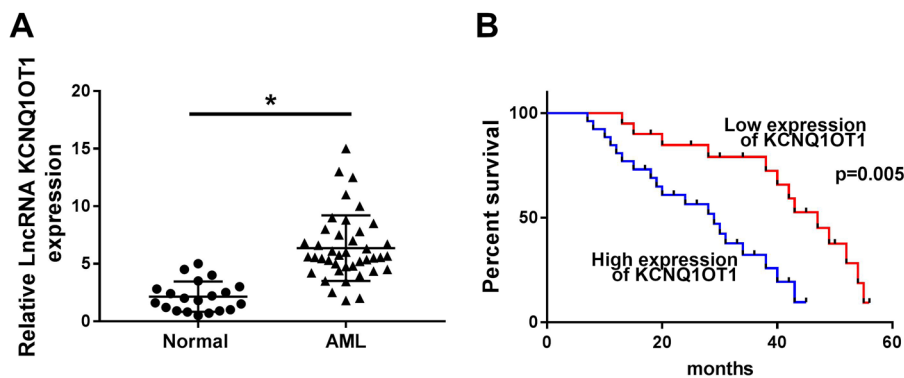 A
Relative LncRNA KCNQ1OT1
expression
20
15
10
5
0
*
Normal
AML
B
Percent survival
100
50
0
Low expression
of KCNQ1OT1
p=0.005
High expression
of KCNQ1OT1
0
20
40
60
months